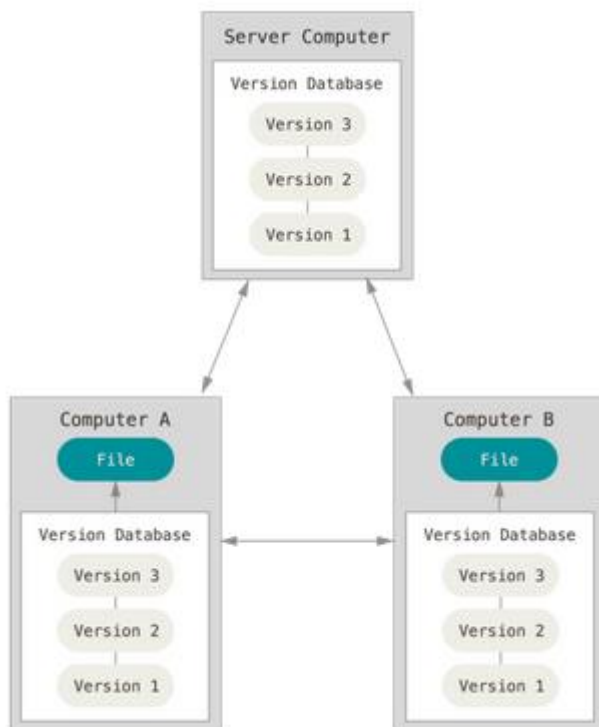 Server Computer
Version Database
Version 3
Version 2
Version 1
Computer A
File
Version Database
Version 3
Version 2
Version 1
Computer B
File
Version Database
Version 3
Version 2
Version 1